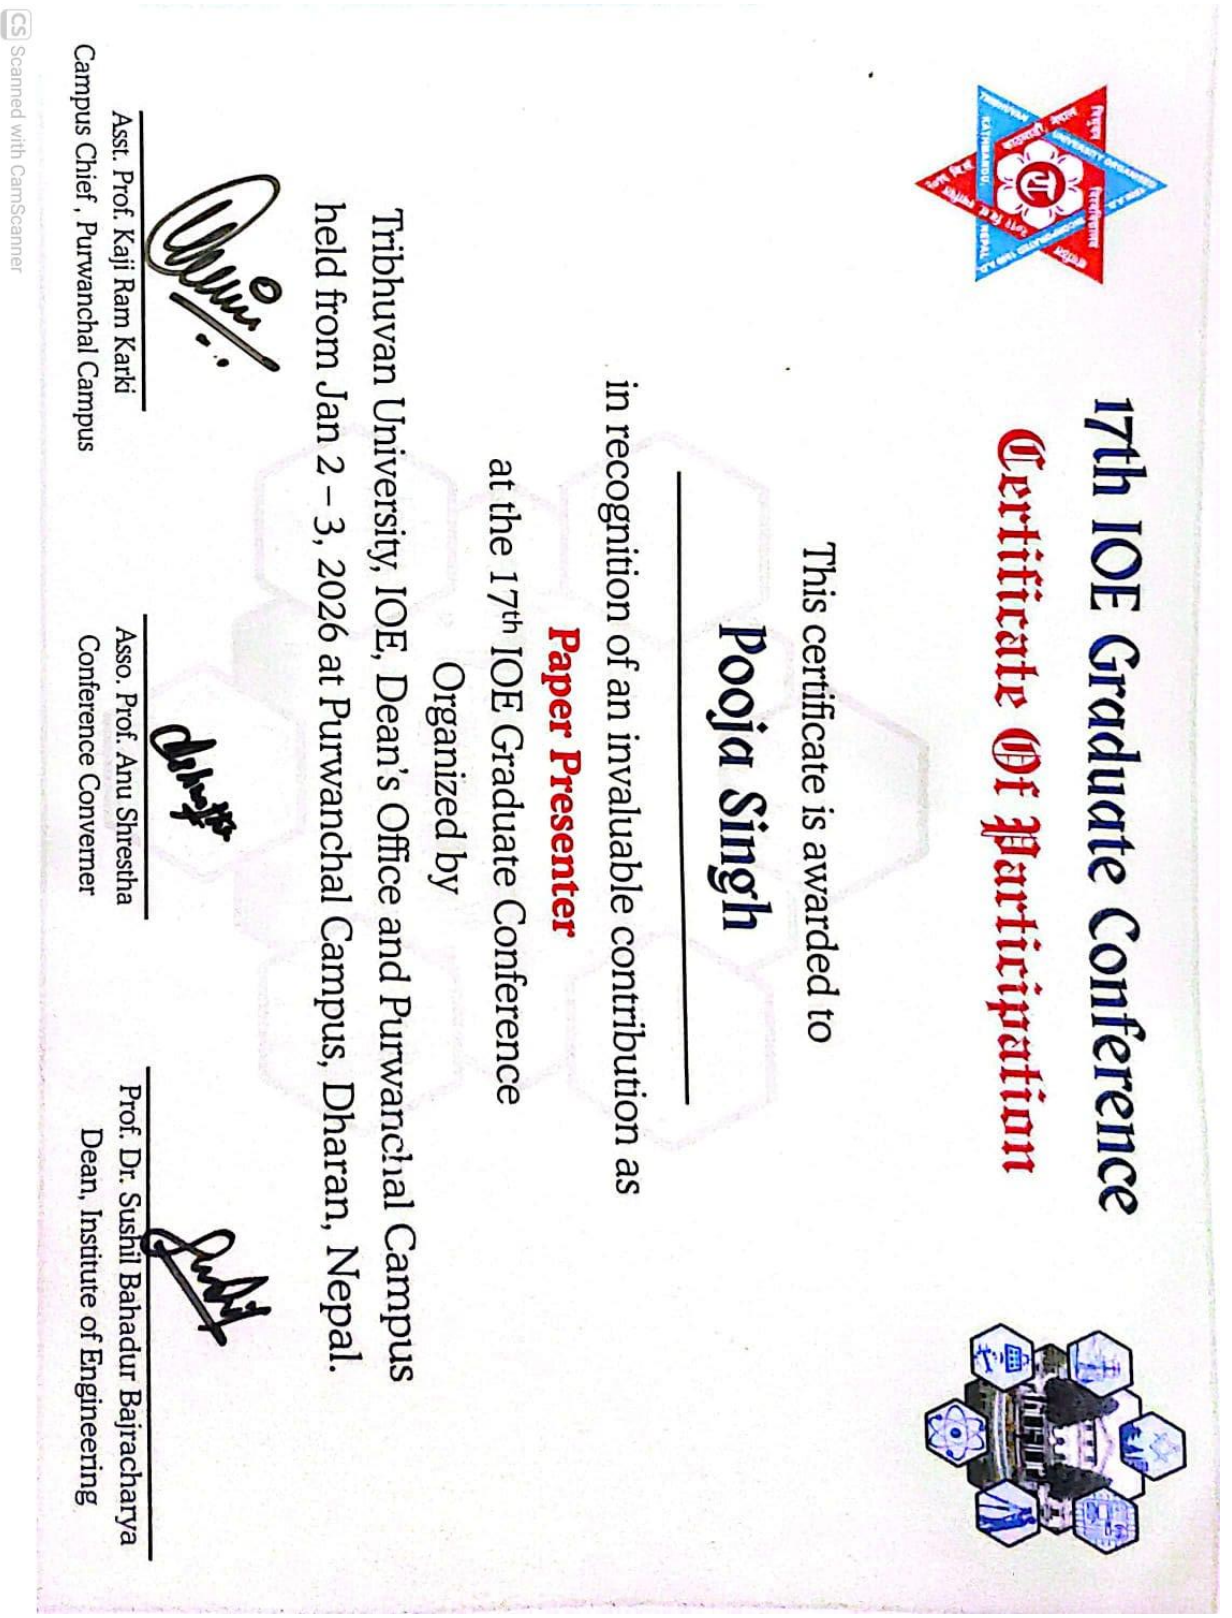 17th IOE Graduate Conference
Certificate Of Participation
This certificate is awarded to
Pooja Singh
in recognition of an invaluable contribution as
Paper Presenter
at the 17th IOE Graduate Conference
Organized by
Tribhuvan University, IOE, Dean's Office and Purwanchal Campus
held from Jan 2 – 3, 2026 at Purwanchal Campus, Dharan, Nepal.
Asst. Prof. Kaji Ram Karki
Campus Chief , Purwanchal Campus
Asso. Prof. Anu Shrestha
Conference Convener
Prof. Dr. Sushil Bahadur Bajracharya
Dean, Institute of Engineering
CS Scanned with CamScanner